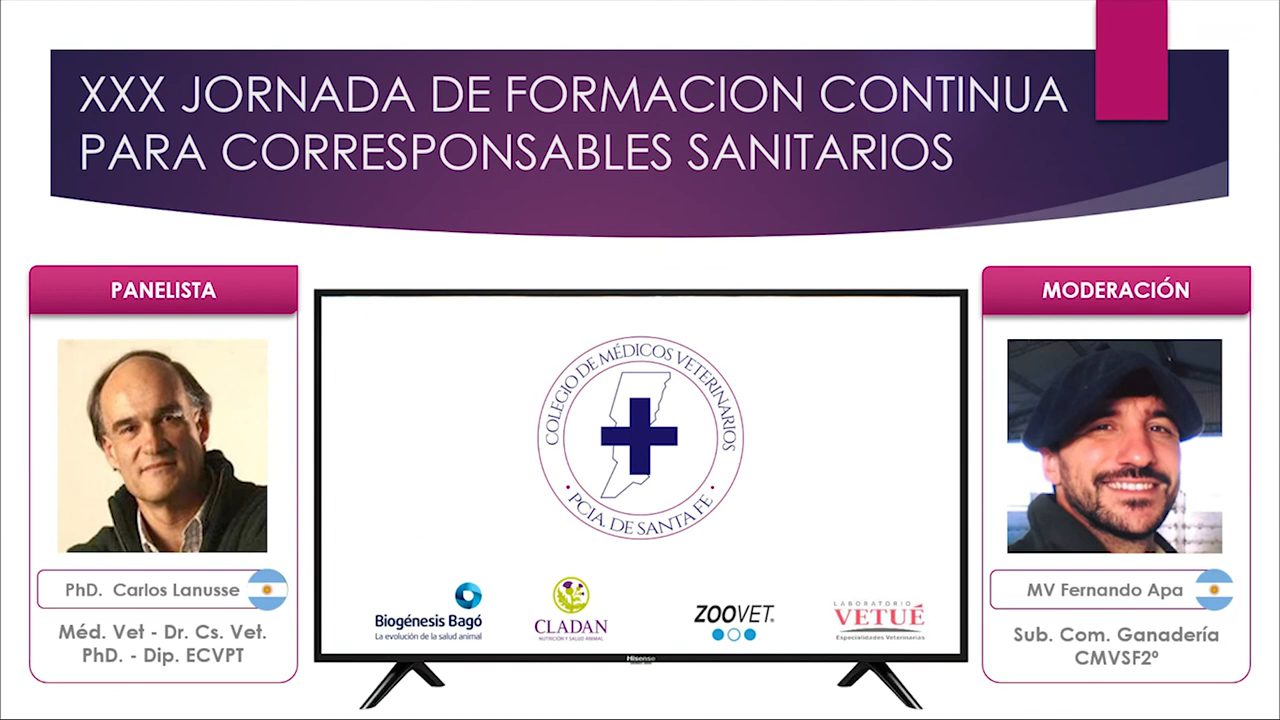 XXX JORNADA DE FORMACION CONTINUA
PARA CORRESPONSABLES SANITARIOS
PANELISTA
PhD. Carlos Lanusse
Méd. Vet - Dr. Cs. Vet.
PhD. - Dip. ECVPT
COLEGIO DE MÉDICOS VETERINARIOS
• PCIA. DE SANTA FE •
Biogénesis Bagó
La evolución de la salud animal
CLADAN
NUTRICIÓN Y SALUD ANIMAL
ZOOVET®
LABORATORIO
VETUÉ
Especialidades Veterinarias
Hisense
MODERACIÓN
MV Fernando Apa
Sub. Com. Ganadería
CMVSF2º